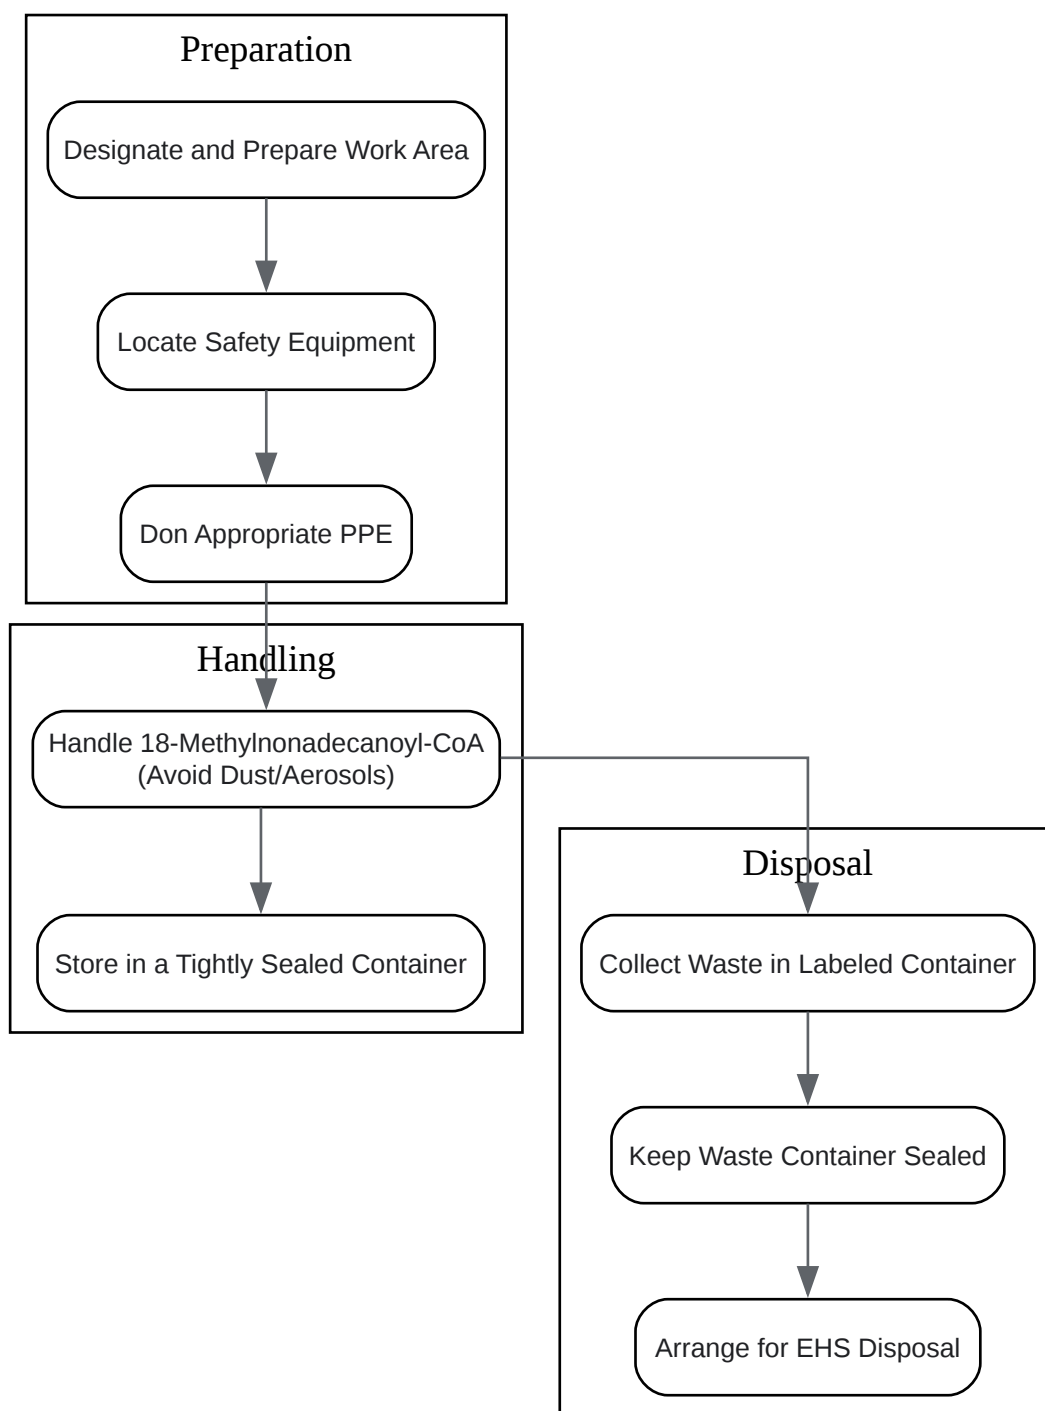 Preparation
Designate and Prepare Work Area
Locate Safety Equipment
Don Appropriate PPE
Handling
Handle 18-Methylnonadecanoyl-CoA
(Avoid Dust/Aerosols)
Store in a Tightly Sealed Container
Disposal
Collect Waste in Labeled Container
Keep Waste Container Sealed
Arrange for EHS Disposal